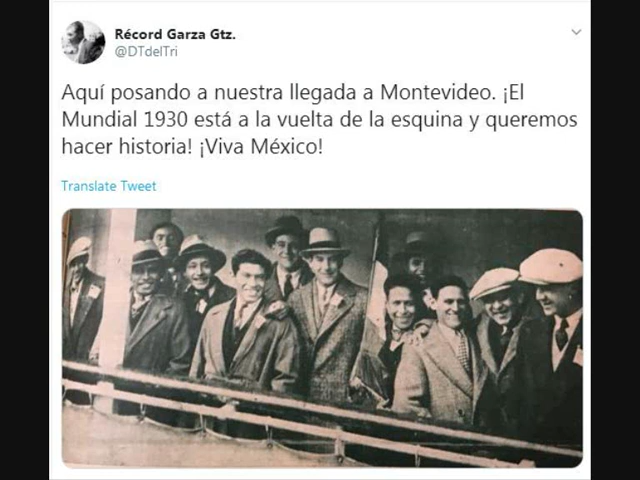 Récord Garza Gtz.
@DTdelTri
Aquí posando a nuestra llegada a Montevideo. ¡El
Mundial 1930 está a la vuelta de la esquina y queremos
hacer historia! ¡Viva México!
Translate Tweet